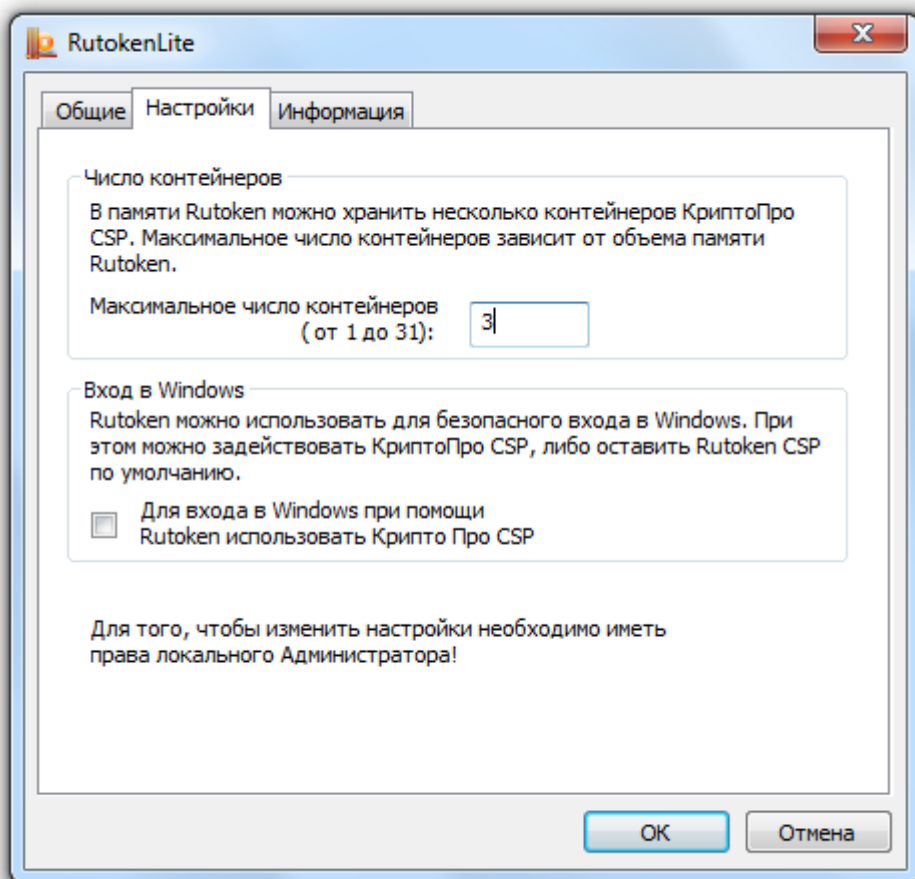 RutokenLite
Общие Настройки Информация
Число контейнеров
В памяти Rutoken можно хранить несколько контейнеров КриптоПро
CSP. Максимальное число контейнеров зависит от объема памяти
Rutoken.
Максимальное число контейнеров
( от 1 до 31): 3
Вход в Windows
Rutoken можно использовать для безопасного входа в Windows. При
этом можно задействовать КриптоПро CSP, либо оставить Rutoken CSP
по умолчанию.
Для входа в Windows при помощи
Rutoken использовать Крипто Про CSP
Для того, чтобы изменить настройки необходимо иметь
права локального Администратора!
ОК Отмена